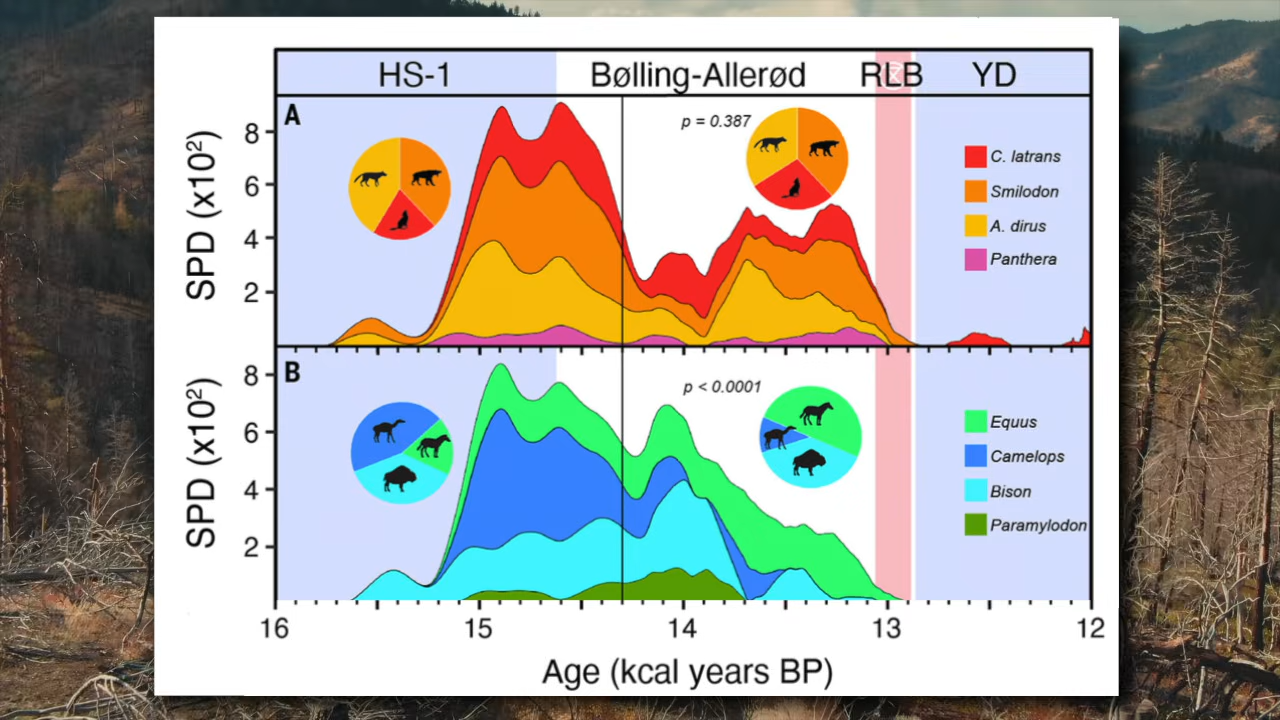 HS-1 Bølling-Allerød RLB YD
A
p = 0.387
SPD (x10²)
8
6
4
2
C. latrans
Smilodon
A. dirus
Panthera
B
p < 0.0001
SPD (x10²)
8
6
4
2
Equus
Camelops
Bison
Paramylodon
16 15 14 13 12
Age (kcal years BP)